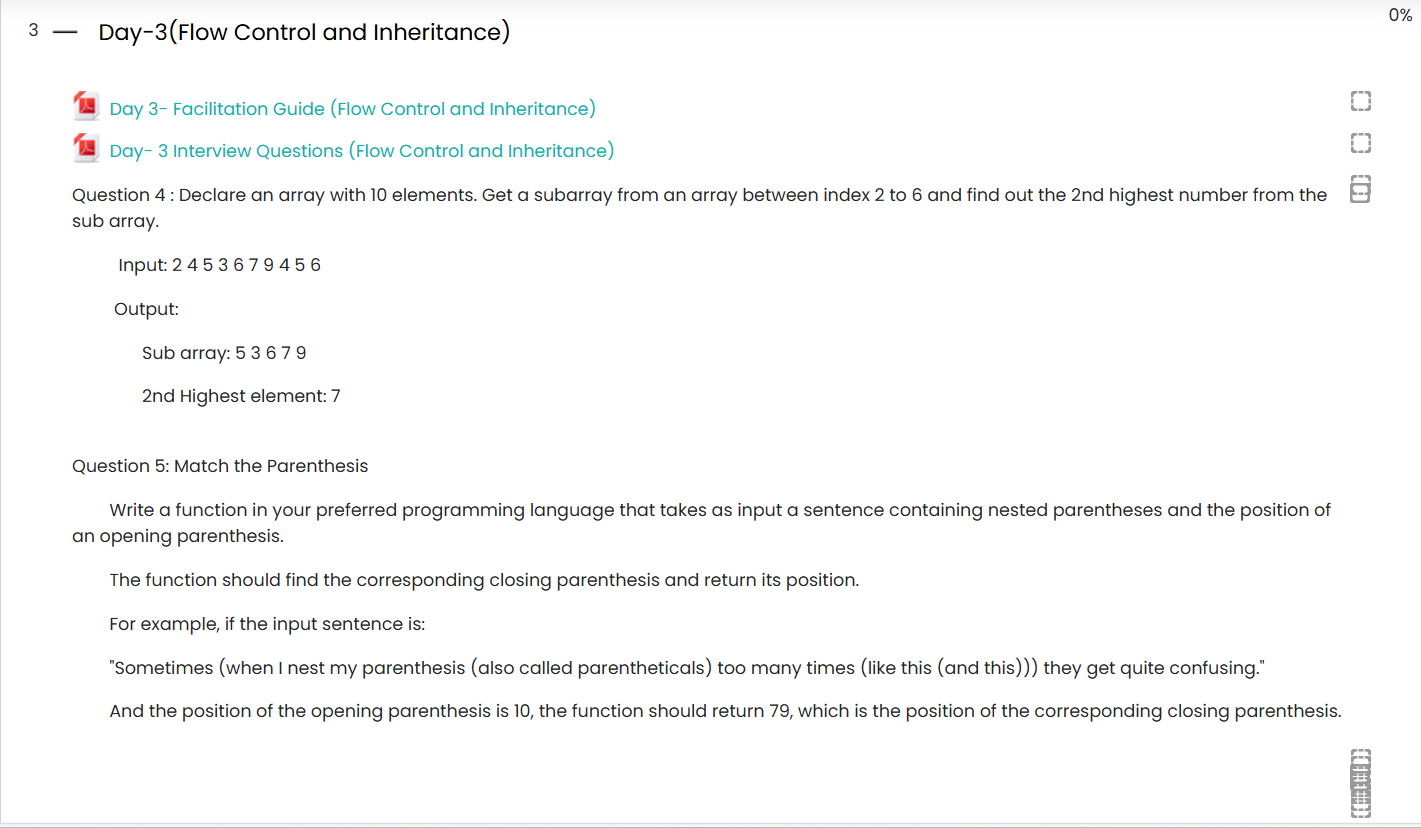 0%
3 — Day-3(Flow Control and Inheritance)
Day 3- Facilitation Guide (Flow Control and Inheritance)
Day- 3 Interview Questions (Flow Control and Inheritance)
Question 4 : Declare an array with 10 elements. Get a subarray from an array between index 2 to 6 and find out the 2nd highest number from the
sub array.
Input: 2 4 5 3 6 7 9 4 5 6
Output:
Sub array: 5 3 6 7 9
2nd Highest element: 7
Question 5: Match the Parenthesis
Write a function in your preferred programming language that takes as input a sentence containing nested parentheses and the position of
an opening parenthesis.
The function should find the corresponding closing parenthesis and return its position.
For example, if the input sentence is:
"Sometimes (when I nest my parenthesis (also called parentheticals) too many times (like this (and this))) they get quite confusing."
And the position of the opening parenthesis is 10, the function should return 79, which is the position of the corresponding closing parenthesis.